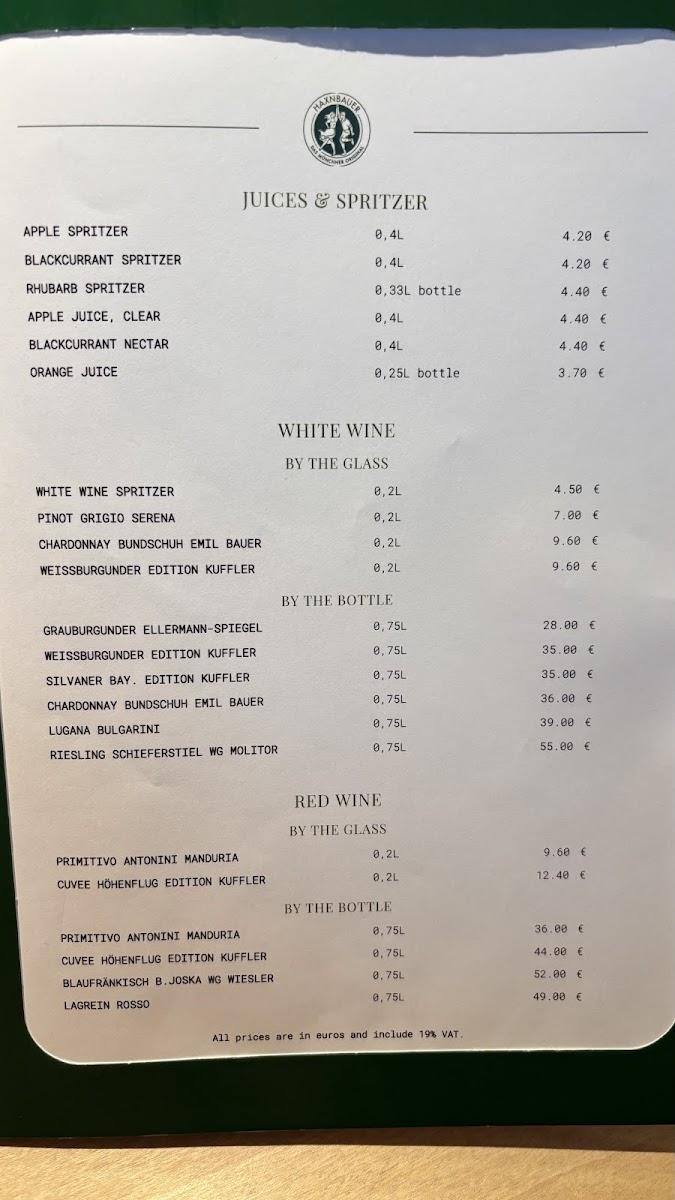 HAXNBAUER
DAS MÜNCHNER ORIGINAL
JUICES & SPRITZER
APPLE SPRITZER 0,4L 4.20 €
BLACKCURRANT SPRITZER 0,4L 4.20 €
RHUBARB SPRITZER 0,33L bottle 4.40 €
APPLE JUICE, CLEAR 0,4L 4.40 €
BLACKCURRANT NECTAR 0,4L 4.40 €
ORANGE JUICE 0,25L bottle 3.70 €
WHITE WINE
BY THE GLASS
WHITE WINE SPRITZER 0,2L 4.50 €
PINOT GRIGIO SERENA 0,2L 7.00 €
CHARDONNAY BUNDSCHUH EMIL BAUER 0,2L 9.60 €
WEISSBURGUNDER EDITION KUFFLER 0,2L 9.60 €
BY THE BOTTLE
GRAUBURGUNDER ELLERMANN-SPIEGEL 0,75L 28.00 €
WEISSBURGUNDER EDITION KUFFLER 0,75L 35.00 €
SILVANER BAY. EDITION KUFFLER 0,75L 35.00 €
CHARDONNAY BUNDSCHUH EMIL BAUER 0,75L 36.00 €
LUGANA BULGARINI 0,75L 39.00 €
RIESLING SCHIEFERSTIEL WG MOLITOR 0,75L 55.00 €
RED WINE
BY THE GLASS
PRIMITIVO ANTONINI MANDURIA 0,2L 9.60 €
CUVEE HÖHENFLUG EDITION KUFFLER 0,2L 12.40 €
BY THE BOTTLE
PRIMITIVO ANTONINI MANDURIA 0,75L 36.00 €
CUVEE HÖHENFLUG EDITION KUFFLER 0,75L 44.00 €
BLAUFRÄNKISCH B.JOSKA WG WIESLER 0,75L 52.00 €
LAGREIN ROSSO 0,75L 49.00 €
All prices are in euros and include 19% VAT.